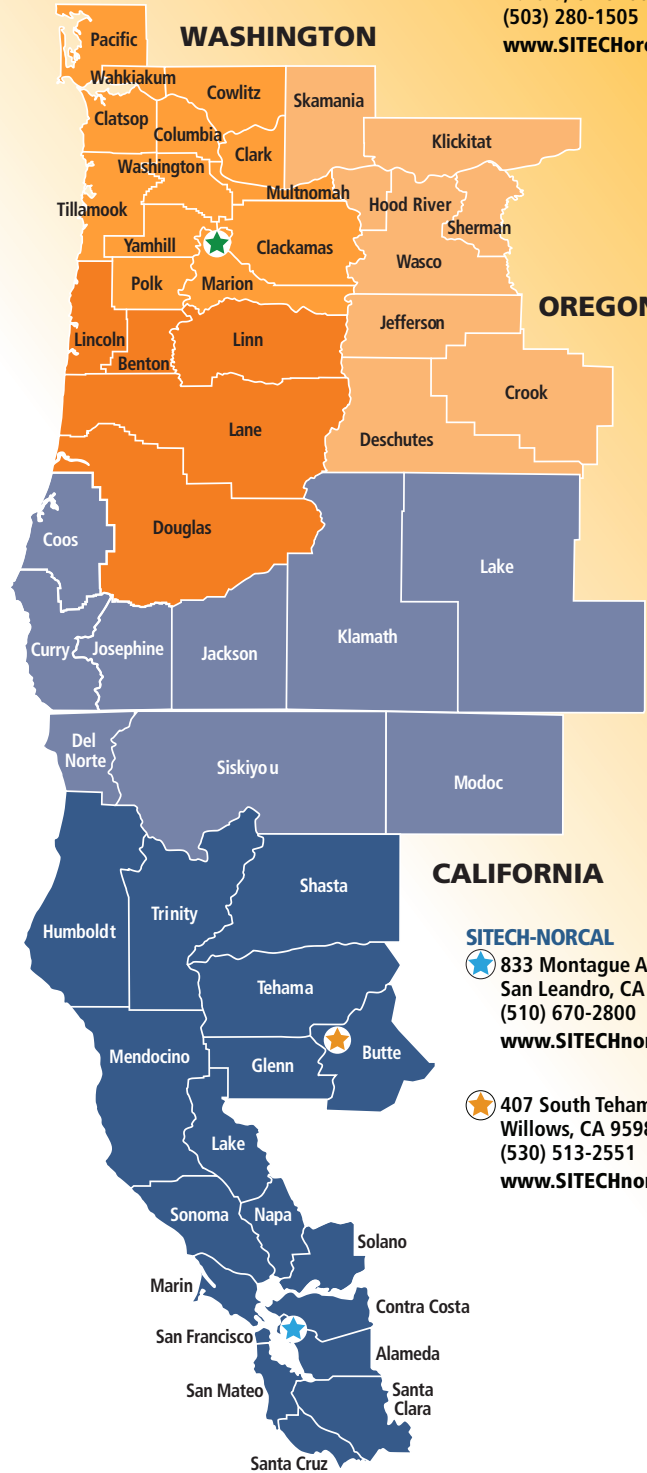 (503) 280-1505
Pacific
WASHINGTON
Wahkiakum
Cowlitz
Skamania
Clatsop
Columbia
Klickitat
Clark
Washington
Multnomah
Hood River
Tillamook
Sherman
Yamhill
Clackamas
Wasco
Polk
Marion
OREGON
Jefferson
Lincoln
Linn
Benton
Crook
Lane
Deschutes
Douglas
Coos
Lake
Klamath
Curry
Josephine
Jackson
Del
Norte
Siskiyou
Modoc
CALIFORNIA
Shasta
Trinity
Humboldt
SITECH-NORCAL
833 Montague A
San Leandro, CA
(510) 670-2800
www.SITECHnor
Tehama
Mendocino
Glenn
Butte
407 South Teham
Willows, CA 9598
(530) 513-2551
www.SITECHnor
Lake
Sonoma
Napa
Solano
Marin
Contra Costa
San Francisco
Alameda
San Mateo
Santa
Clara
Santa Cruz